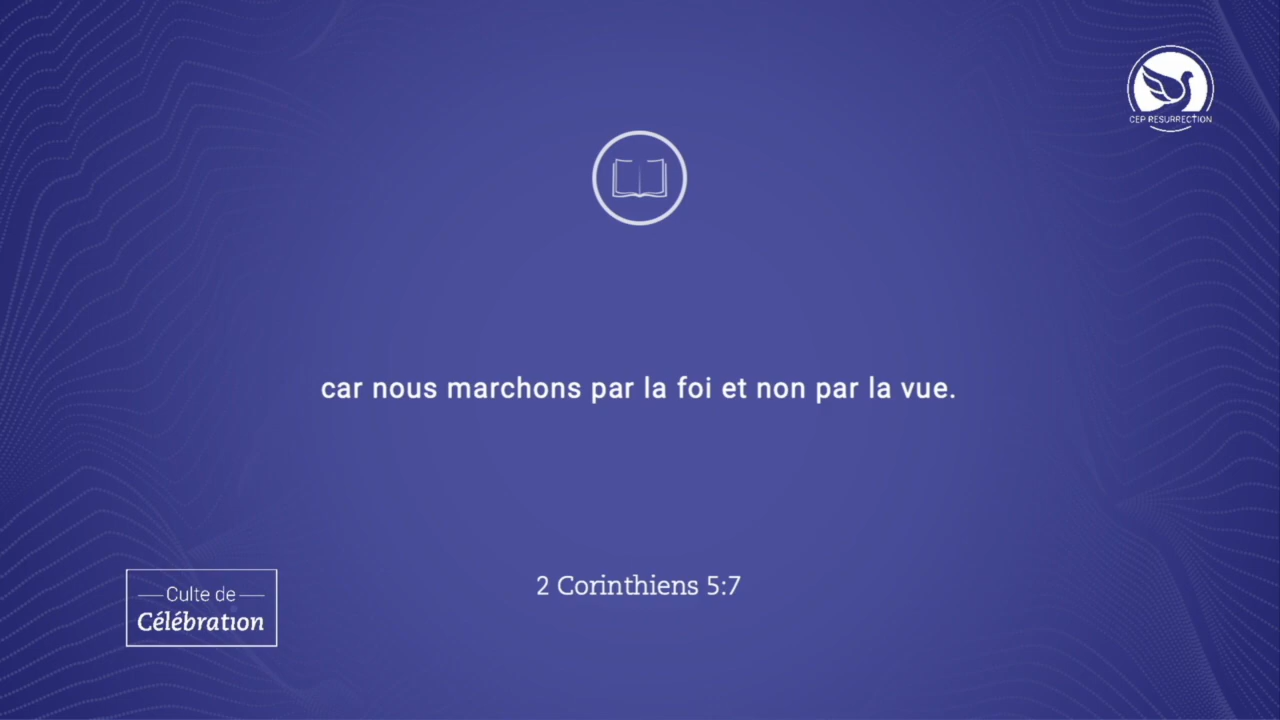 CEP RESURRECTION
car nous marchons par la foi et non par la vue.
2 Corinthiens 5:7
Culte de
Célébration